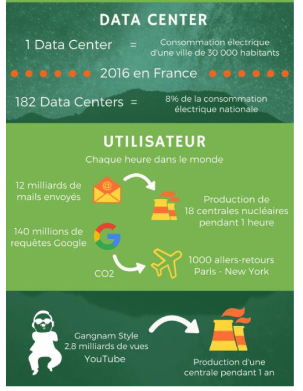 DATA CENTER
1 Data Center = Consommation électrique
d'une ville de 30 000 habitants
2016 en France
182 Data Centers = 8% de la consommation
électrique nationale
UTILISATEUR
Chaque heure dans le monde
12 milliards de
mails envoyés
Production de
18 centrales nucléaires
pendant 1 heure
140 millions de
requêtes Google
CO2
1000 allers-retours
Paris - New York
Gangnam Style
2.8 milliards de vues
YouTube
Production d'une
centrale pendant 1 an